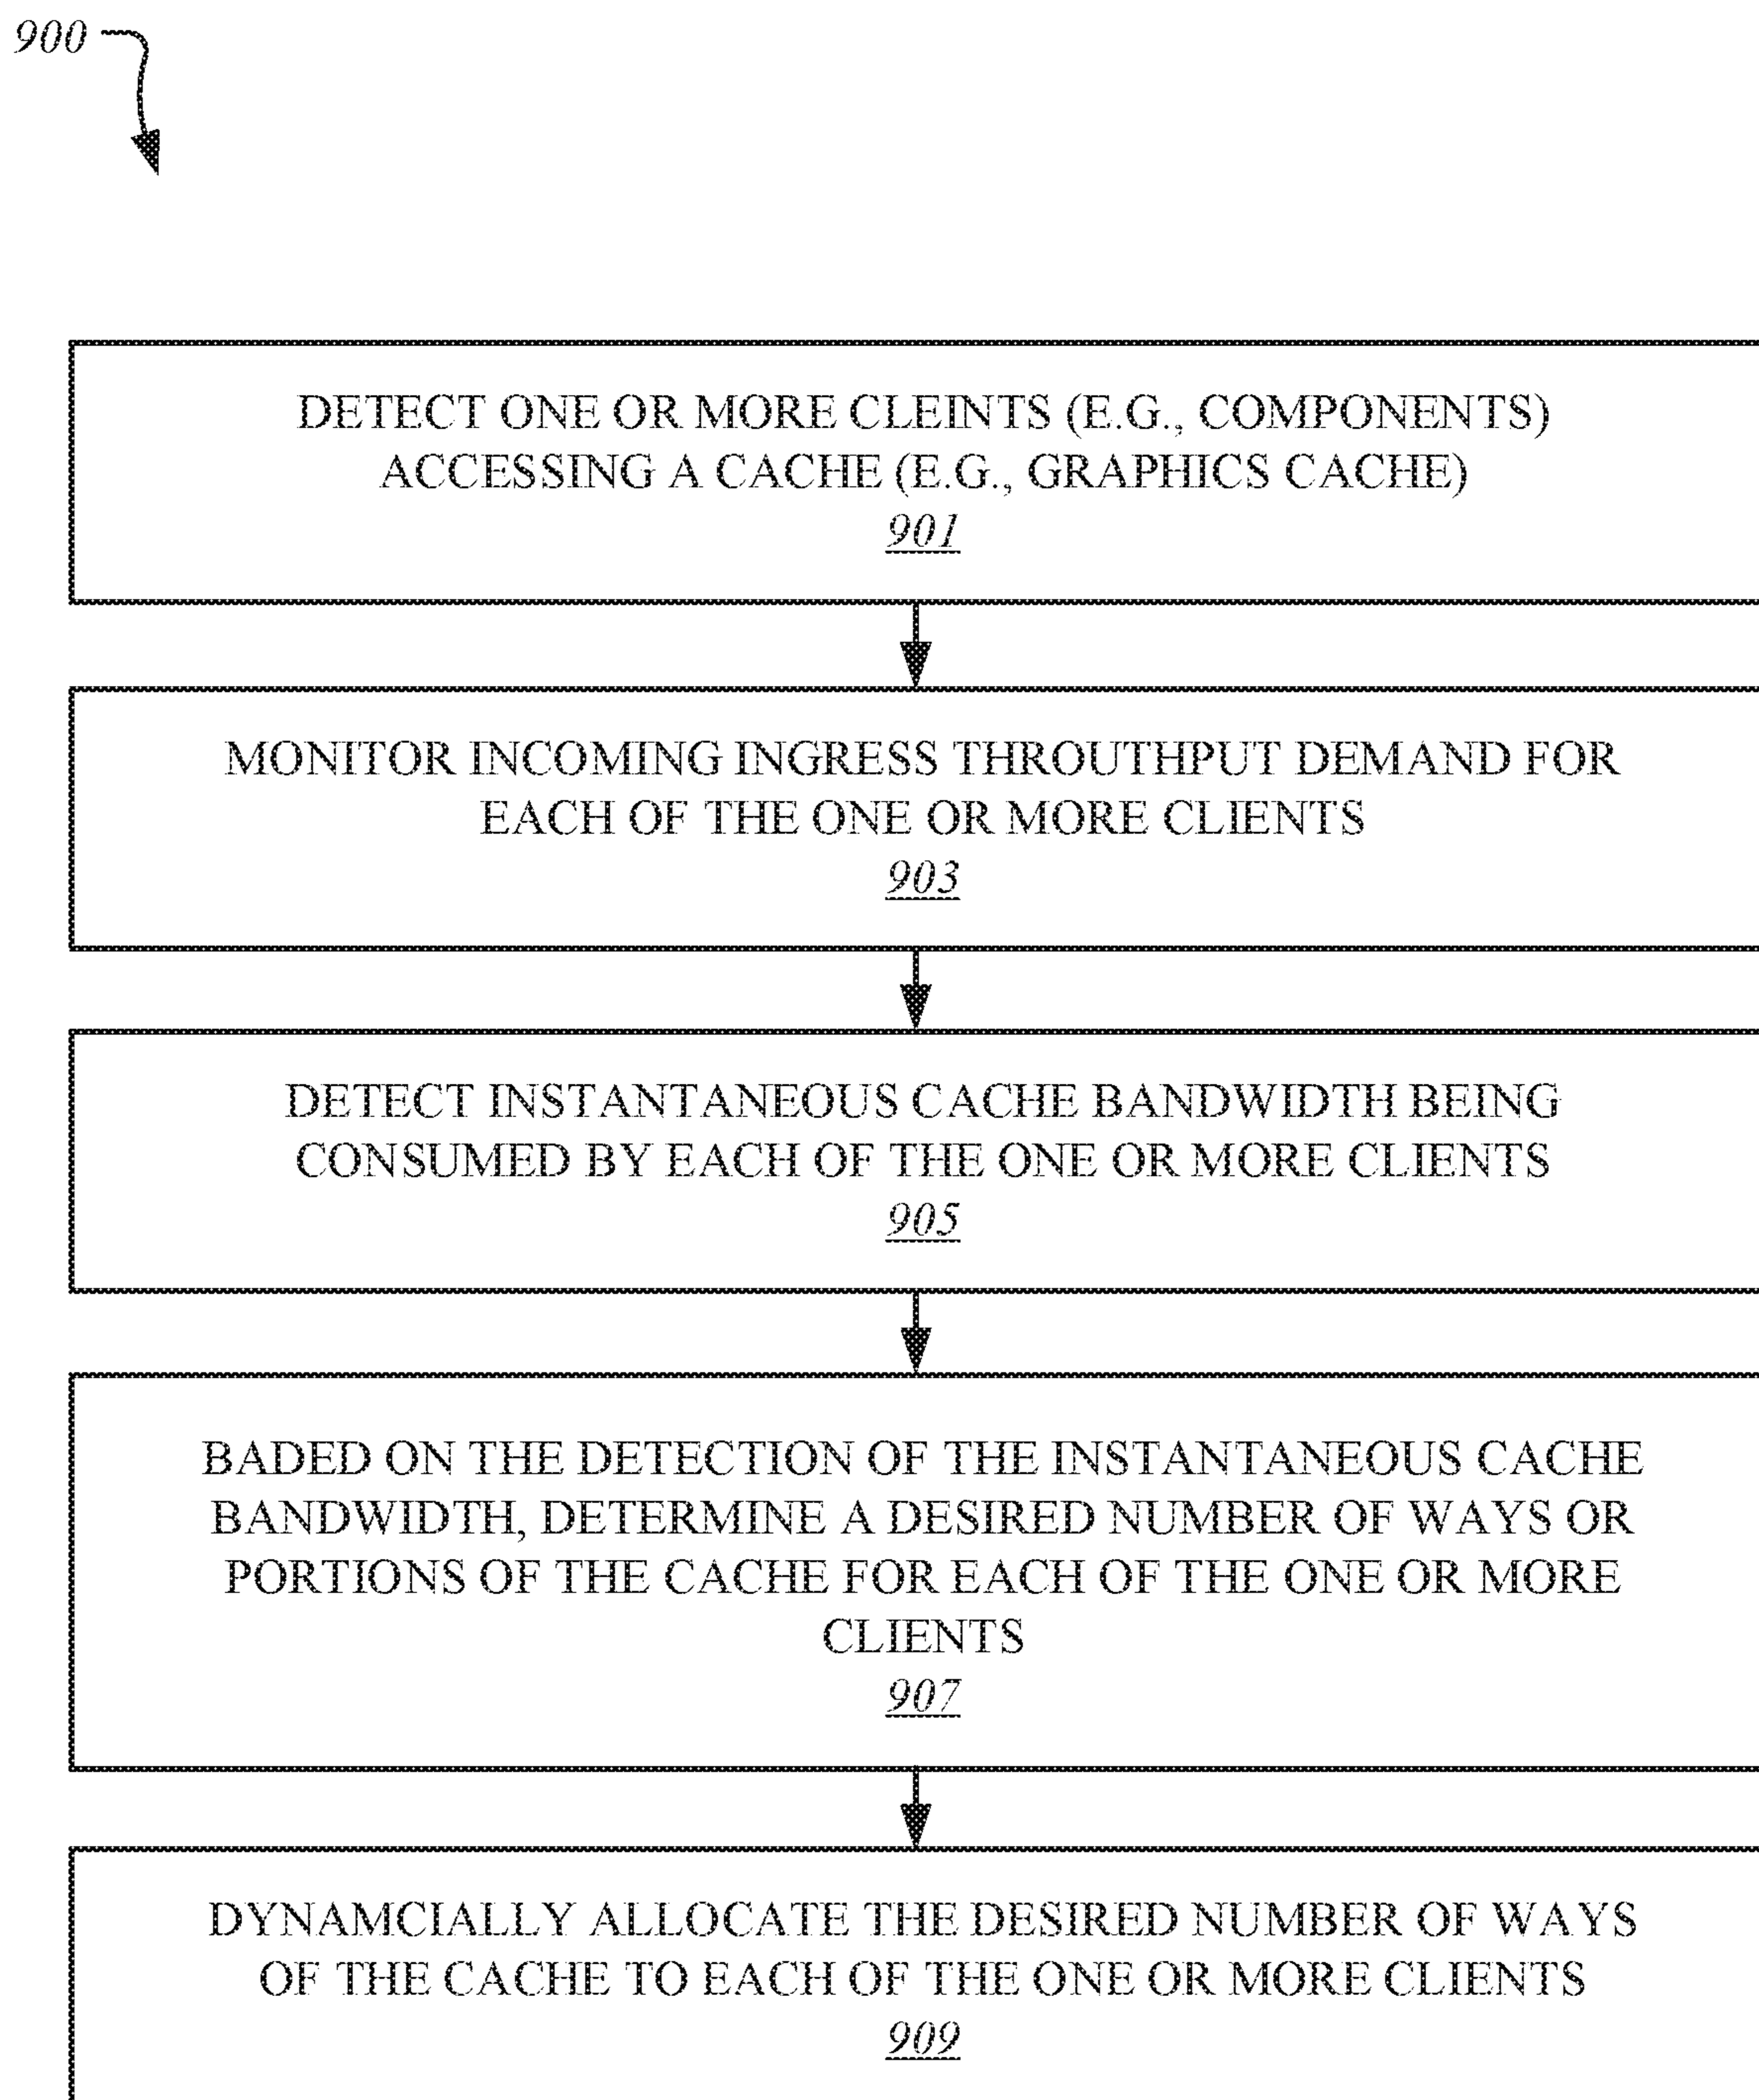 900
DETECT ONE OR MORE CLEINTS (E.G., COMPONENTS)
ACCESSING A CACHE (E.G., GRAPHICS CACHE)
901
MONITOR INCOMING INGRESS THROUTHPUT DEMAND FOR
EACH OF THE ONE OR MORE CLIENTS
903
DETECT INSTANTANEOUS CACHE BANDWIDTH BEING
CONSUMED BY EACH OF THE ONE OR MORE CLIENTS
905
BADED ON THE DETECTION OF THE INSTANTANEOUS CACHE
BANDWIDTH, DETERMINE A DESIRED NUMBER OF WAYS OR
PORTIONS OF THE CACHE FOR EACH OF THE ONE OR MORE
CLIENTS
907
DYNAMCIALLY ALLOCATE THE DESIRED NUMBER OF WAYS
OF THE CACHE TO EACH OF THE ONE OR MORE CLIENTS
909